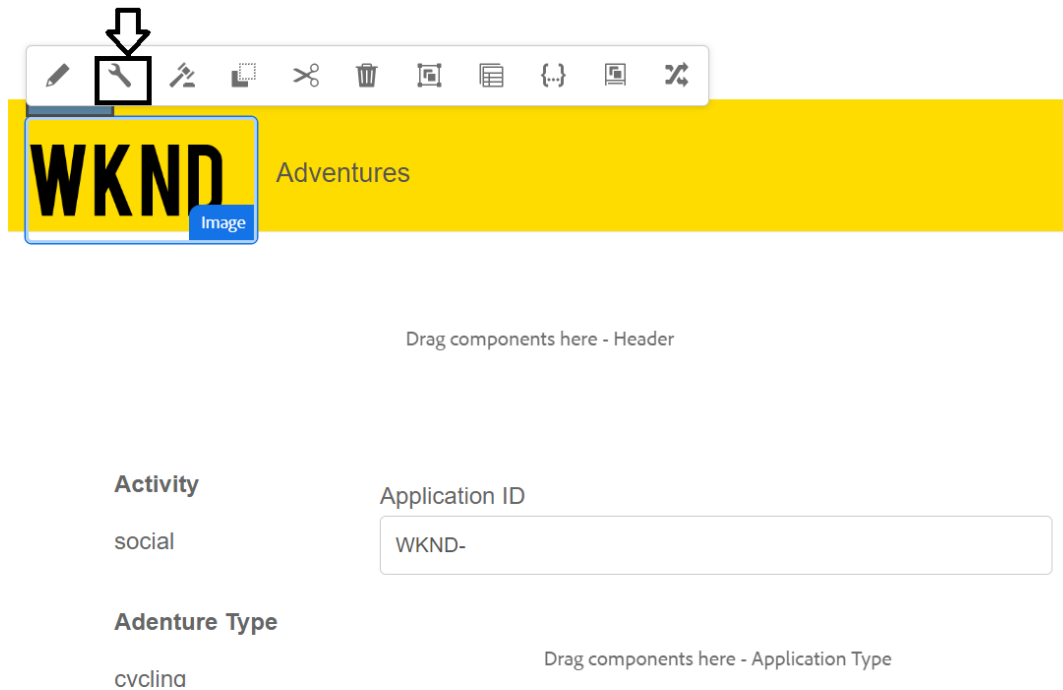 WKND
Image
Adventures
Drag components here - Header
Activity
social
Application ID
WKND-
Adenture Type
cycling
Drag components here - Application Type